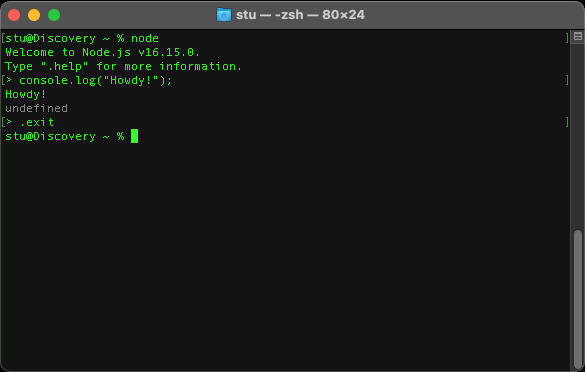 stu — -zsh — 80×24
[stu@Discovery ~ % node ]
Welcome to Node.js v16.15.0.
Type ".help" for more information.
[> console.log("Howdy!"); ]
Howdy!
undefined
[> .exit ]
stu@Discovery ~ %